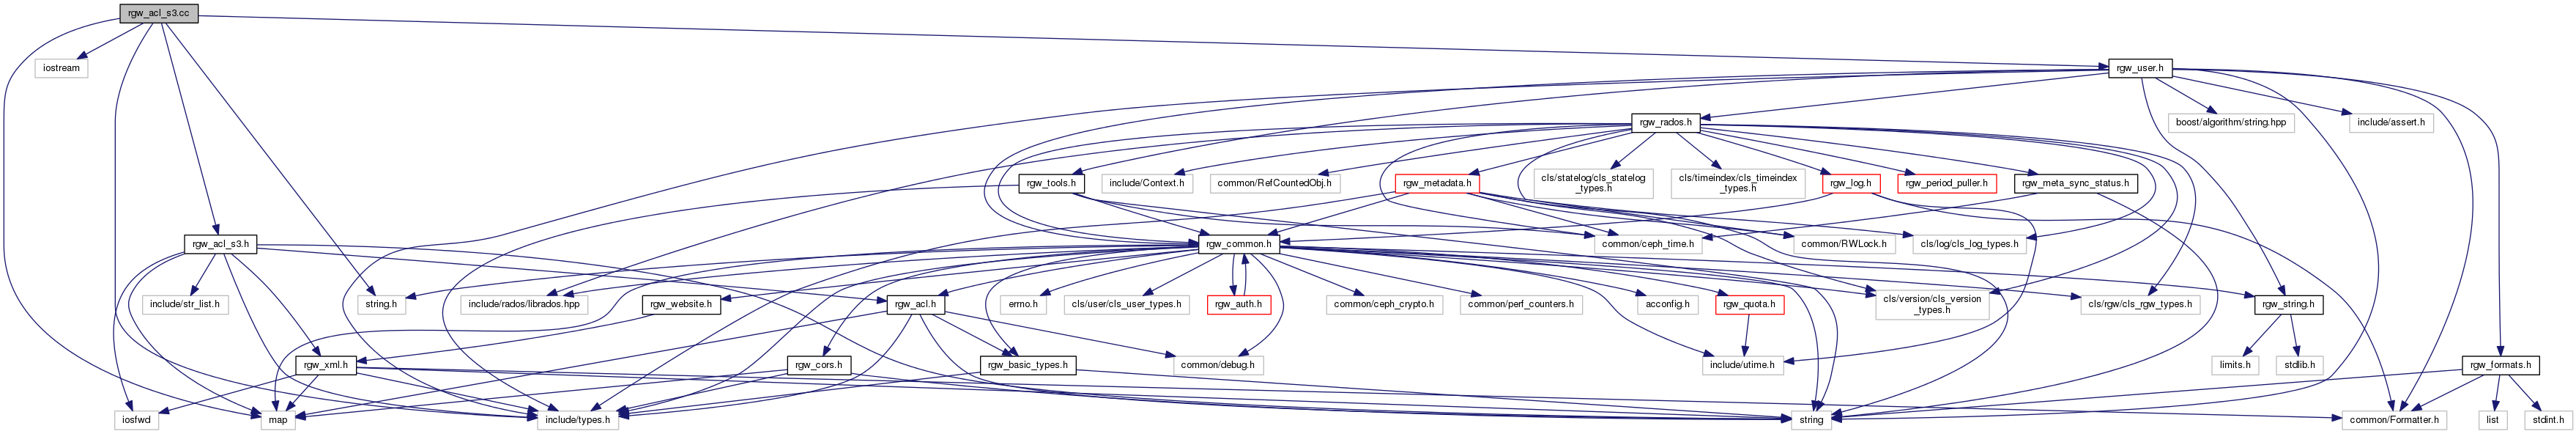 rgw_acl_s3.cc
iostream
rgw_user.h
rgw_rados.h
boost/algorithm/string.hpp
include/assert.h
rgw_tools.h
include/Context.h
common/RefCountedObj.h
rgw_metadata.h
cls/statelog/cls_statelog
_types.h
cls/timeindex/cls_timeindex
_types.h
rgw_log.h
rgw_period_puller.h
rgw_meta_sync_status.h
rgw_acl_s3.h
rgw_common.h
common/ceph_time.h
common/RWLock.h
cls/log/cls_log_types.h
include/str_list.h
string.h
include/rados/librados.hpp
rgw_website.h
rgw_acl.h
errno.h
cls/user/cls_user_types.h
rgw_auth.h
common/ceph_crypto.h
common/perf_counters.h
acconfig.h
rgw_quota.h
cls/version/cls_version
_types.h
cls/rgw/cls_rgw_types.h
rgw_string.h
rgw_xml.h
rgw_cors.h
rgw_basic_types.h
common/debug.h
include/utime.h
limits.h
stdlib.h
rgw_formats.h
iosfwd
map
include/types.h
string
common/Formatter.h
list
stdint.h